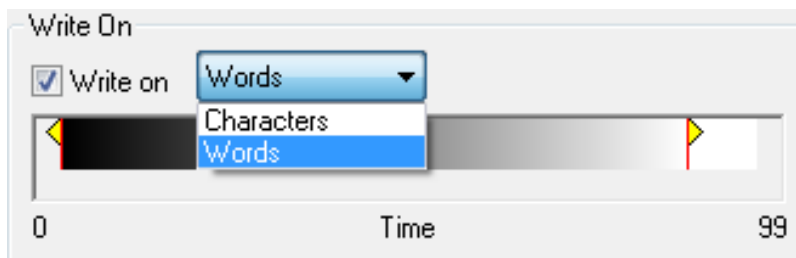 Write On
Write on Words
Characters
Words
0 Time 99